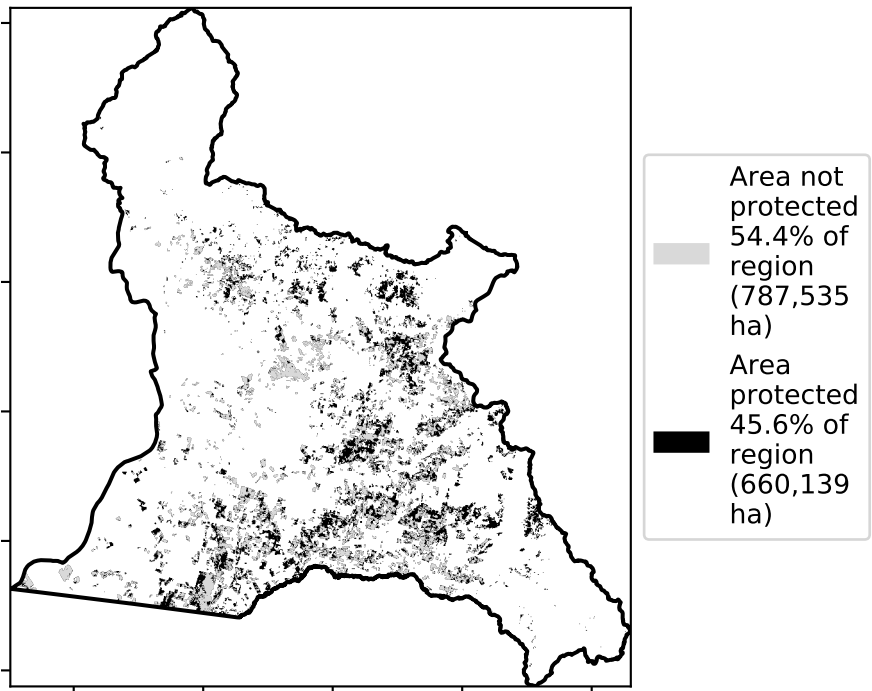 Area not
protected
54.4% of
region
(787,535
ha)
Area
protected
45.6% of
region
(660,139
ha)